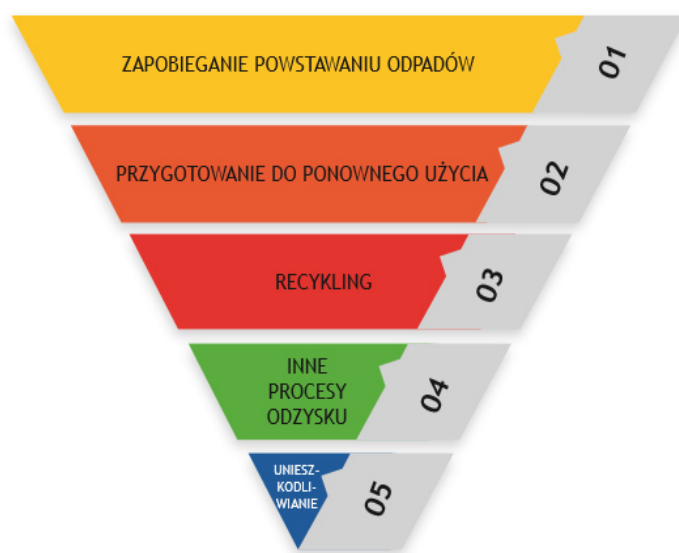 ZAPOBIEGANIE POWSTAWANIU ODPADÓW
01
PRZYGOTOWANIE DO PONOWNEGO UŻYCIA
02
RECYKLING
03
INNE
PROCESY
ODZYSKU
04
UNIESZ-
KODLI-
WIANIE
05